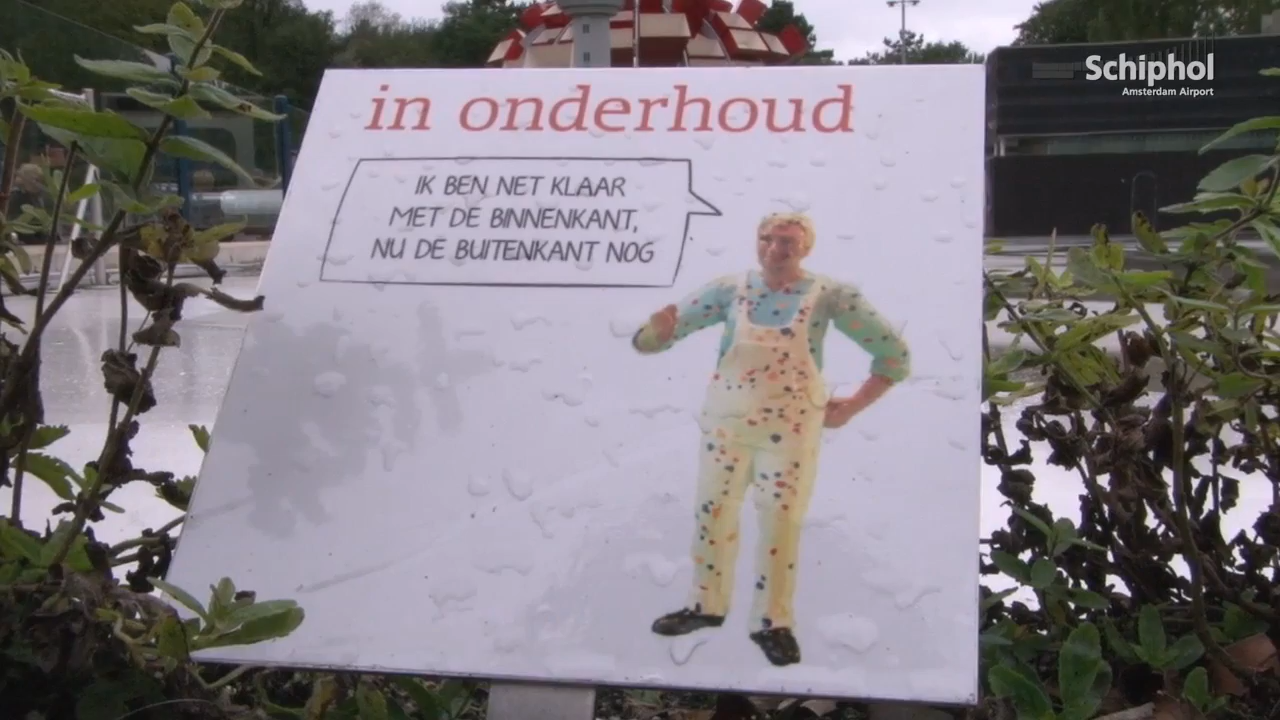 Schiphol
Amsterdam Airport
in onderhoud
IK BEN NET KLAAR
MET DE BINNENKANT,
NU DE BUITENKANT NOG